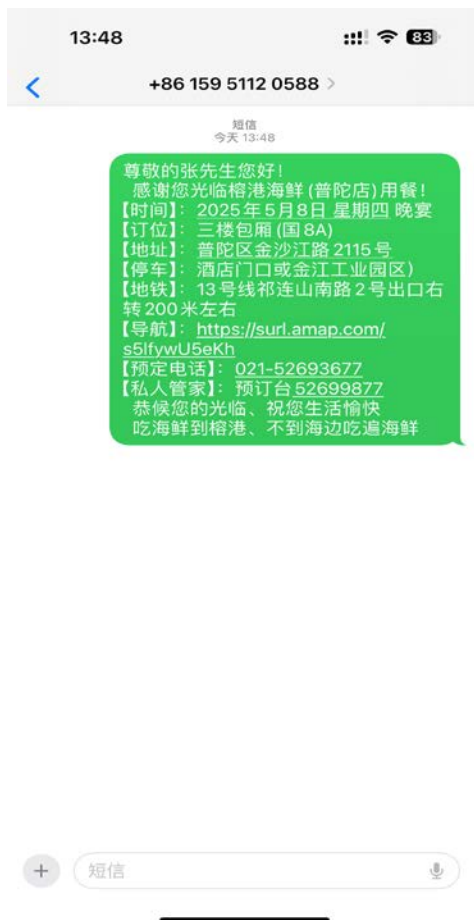 13:48
83
+86 159 5112 0588
短信
今天 13:48
尊敬的张先生您好！
感谢您光临榕港海鲜(普陀店)用餐！
【时间】：2025年5月8日 星期四 晚宴
【订位】：三楼包厢(国8A)
【地址】：普陀区金沙江路2115号
【停车】：酒店门口或金江工业园区）
【地铁】：13号线祁连山南路2号出口右
转200米左右
【导航】：https://surl.amap.com/
s5lfywU5eKh
【预定电话】：021-52693677
【私人管家】：预订台52699877
恭候您的光临、祝您生活愉快
吃海鲜到榕港、不到海边吃遍海鲜
短信